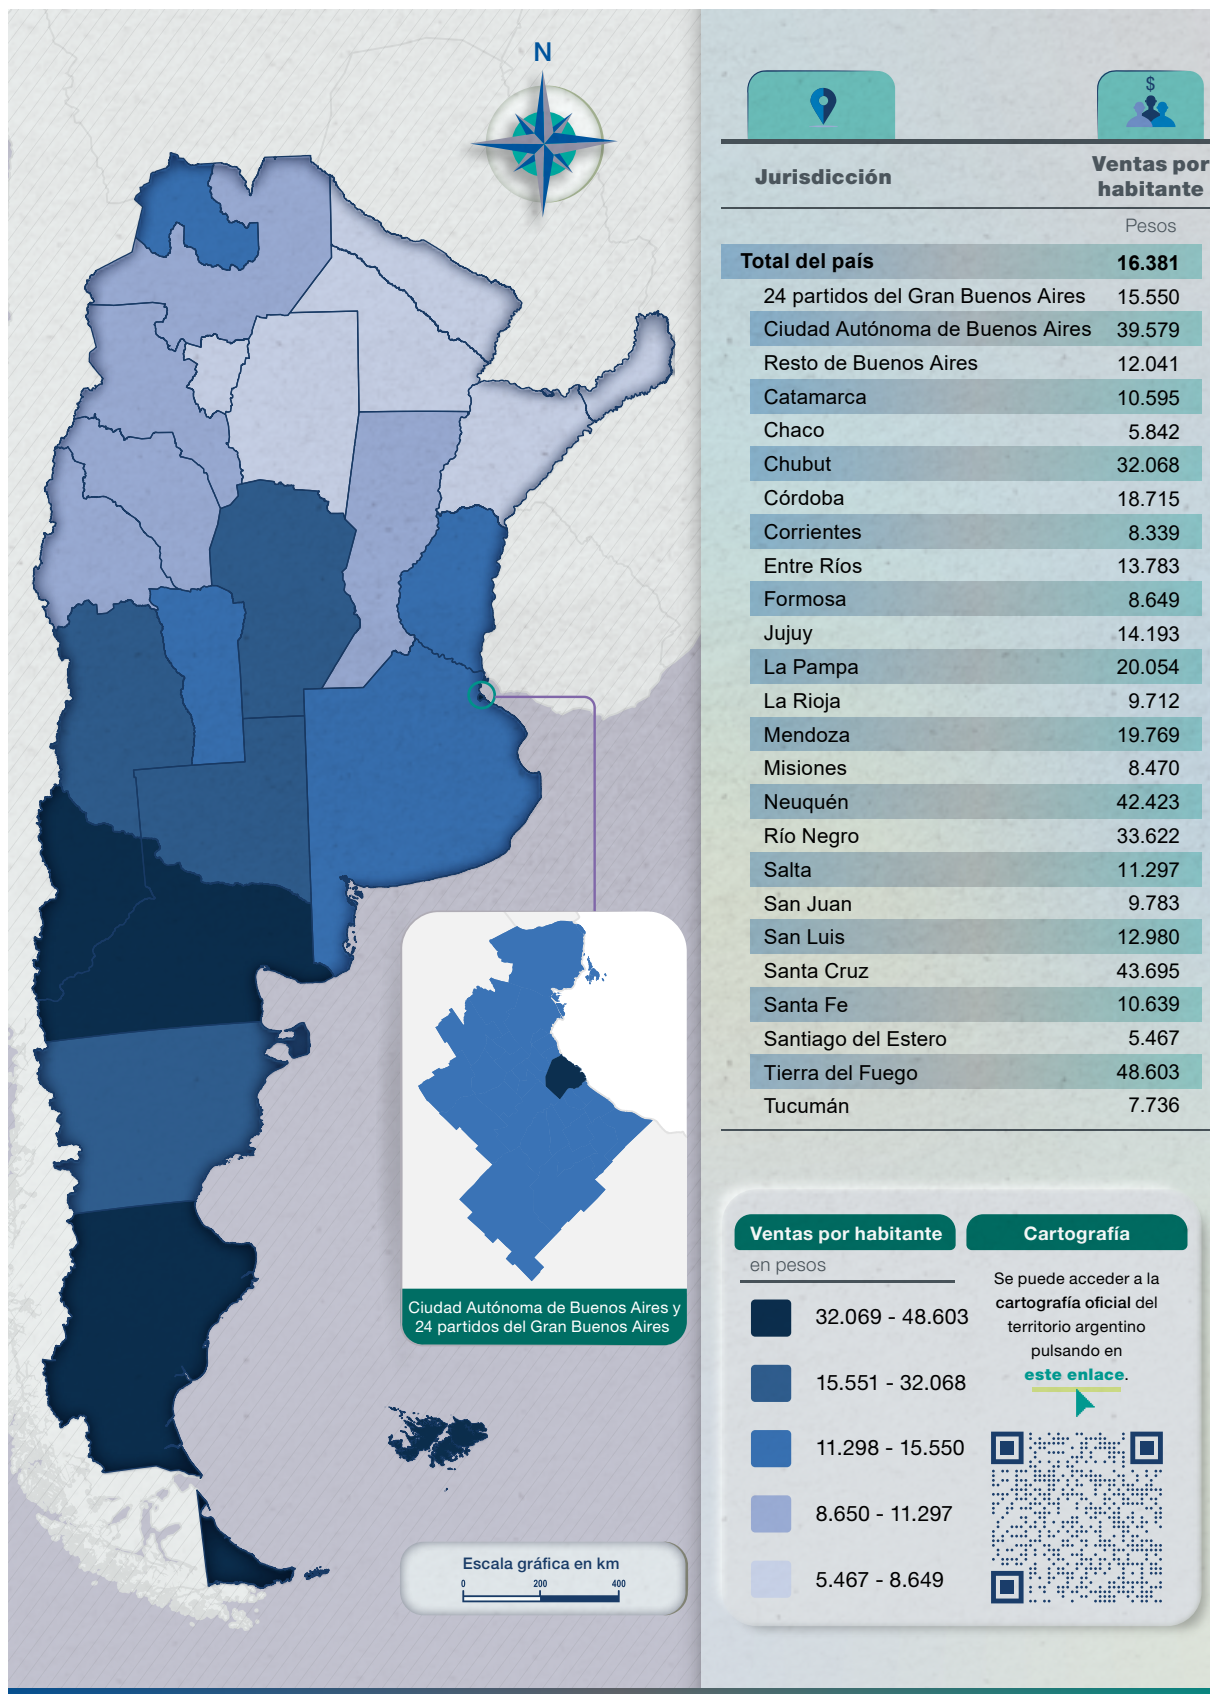 N
$
Jurisdicción
Ventas por
habitante
Pesos
Total del país 16.381
24 partidos del Gran Buenos Aires 15.550
Ciudad Autónoma de Buenos Aires 39.579
Resto de Buenos Aires 12.041
Catamarca 10.595
Chaco 5.842
Chubut 32.068
Córdoba 18.715
Corrientes 8.339
Entre Ríos 13.783
Formosa 8.649
Jujuy 14.193
La Pampa 20.054
La Rioja 9.712
Mendoza 19.769
Misiones 8.470
Neuquén 42.423
Río Negro 33.622
Salta 11.297
San Juan 9.783
San Luis 12.980
Santa Cruz 43.695
Santa Fe 10.639
Santiago del Estero 5.467
Tierra del Fuego 48.603
Tucumán 7.736
Ciudad Autónoma de Buenos Aires y
24 partidos del Gran Buenos Aires
Ventas por habitante
en pesos
32.069 - 48.603
15.551 - 32.068
11.298 - 15.550
8.650 - 11.297
5.467 - 8.649
Cartografía
Se puede acceder a la
cartografía oficial del
territorio argentino
pulsando en
este enlace.
Escala gráfica en km
0 200 400